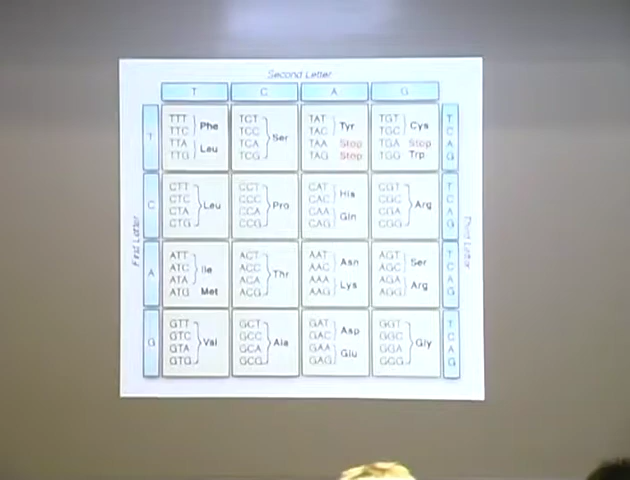 Second Letter
T C A G
First Letter
Third Letter
T
TTT TTC Phe
TTA TTG Leu
TCT TCC TCA TCG Ser
TAT TAC Tyr
TAA Stop
TAG Stop
TGT TGC Cys
TGA Stop
TGG Trp
T C A G
C
CTT CTC CTA CTG Leu
CCT CCC CCA CCG Pro
CAT CAC His
CAA CAG Gln
CGT CGC CGA CGG Arg
T C A G
A
ATT ATC ATA Ile
ATG Met
ACT ACC ACA ACG Thr
AAT AAC Asn
AAA AAG Lys
AGT AGC Ser
AGA AGG Arg
T C A G
G
GTT GTC GTA GTG Val
GCT GCC GCA GCG Ala
GAT GAC Asp
GAA GAG Glu
GGT GGC GGA GGG Gly
T C A G